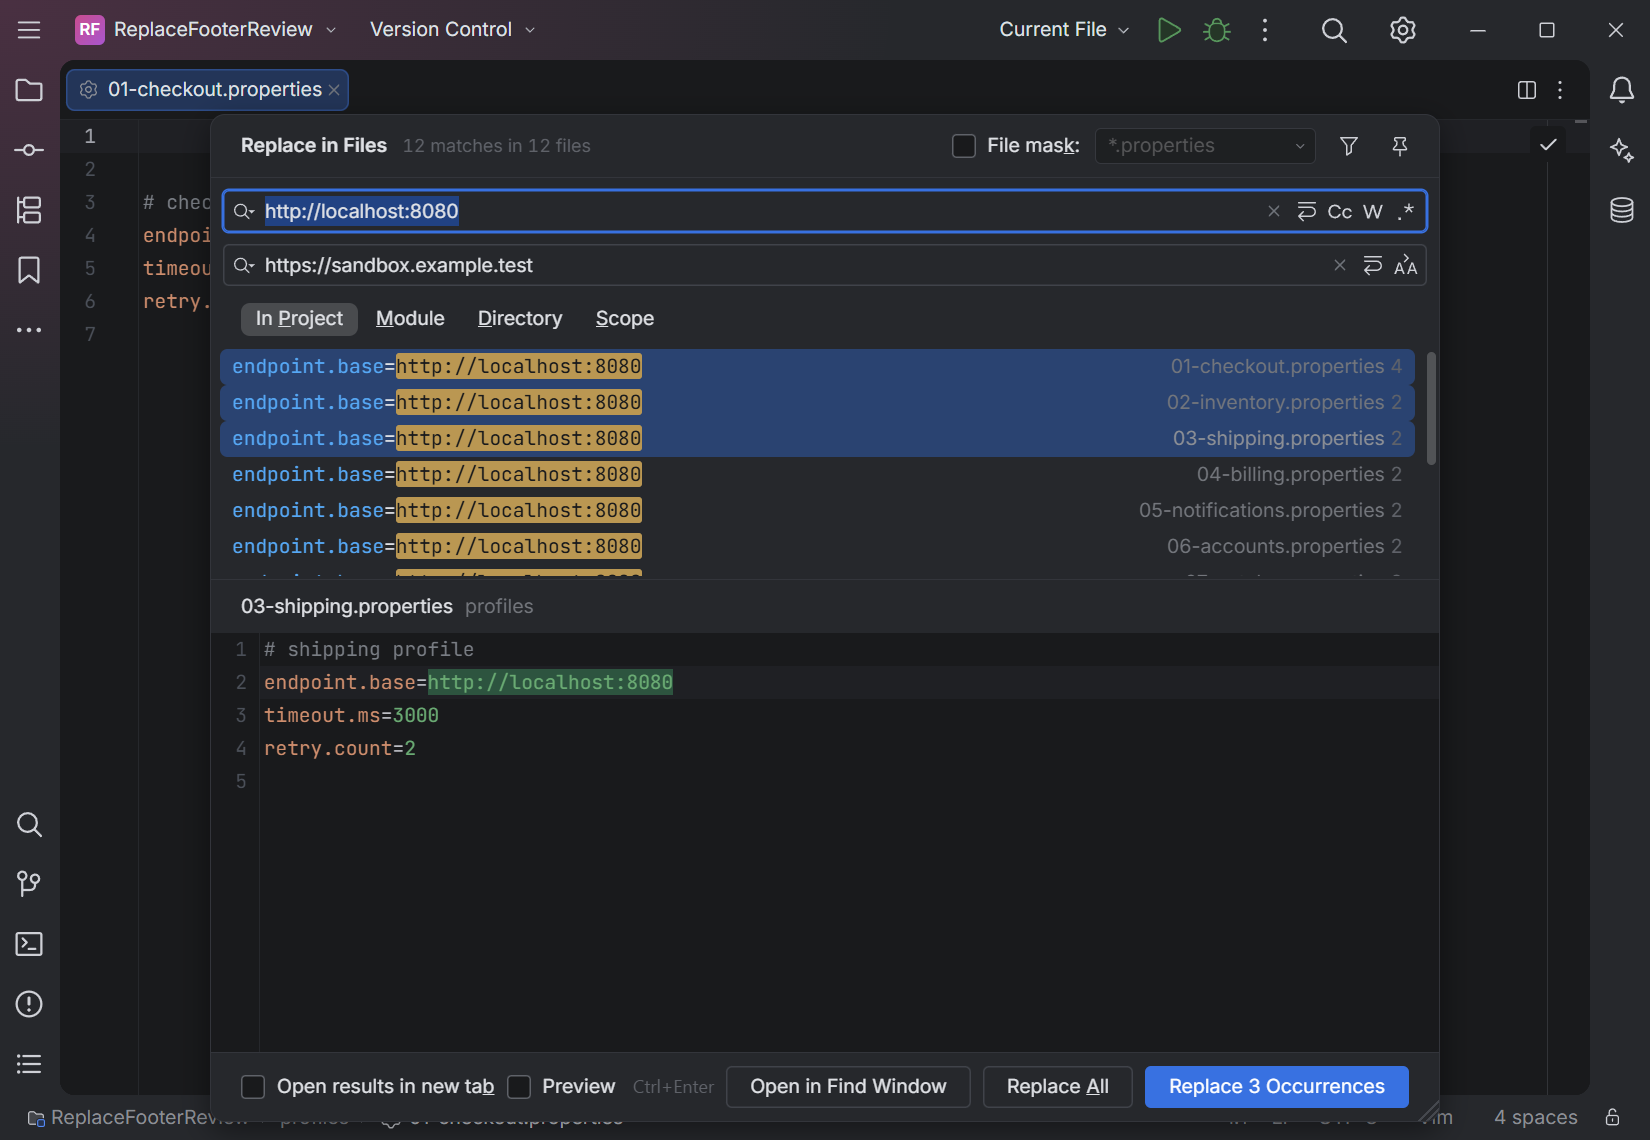 RF ReplaceFooterReview Version Control Current File
01-checkout.properties
1
2
3 # chec
4 endpoi
5 timeou
6 retry.
7
Replace in Files 12 matches in 12 files File mask: *.properties
http://localhost:8080 Cc W .*
https://sandbox.example.test
In Project Module Directory Scope
endpoint.base=http://localhost:8080 01-checkout.properties 4
endpoint.base=http://localhost:8080 02-inventory.properties 2
endpoint.base=http://localhost:8080 03-shipping.properties 2
endpoint.base=http://localhost:8080 04-billing.properties 2
endpoint.base=http://localhost:8080 05-notifications.properties 2
endpoint.base=http://localhost:8080 06-accounts.properties 2
03-shipping.properties profiles
1 # shipping profile
2 endpoint.base=http://localhost:8080
3 timeout.ms=3000
4 retry.count=2
5
Open results in new tab Preview Ctrl+Enter Open in Find Window Replace All Replace 3 Occurrences
ReplaceFooterReview 01-checkout.properties 4 spaces